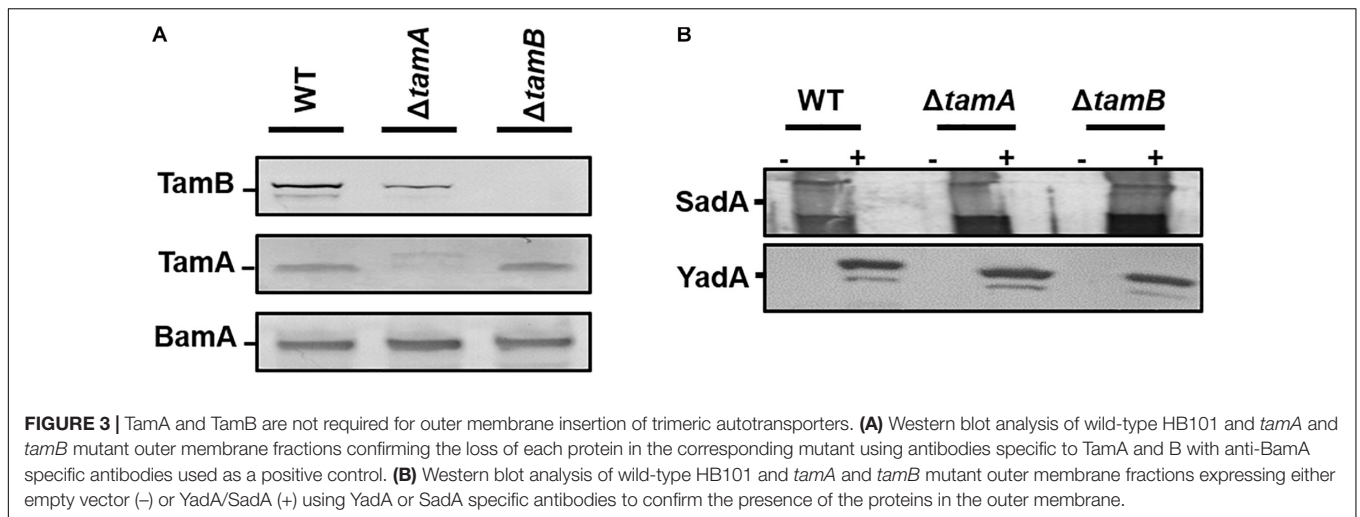 A
WT
ΔtamA
ΔtamB
TamB
TamA
BamA
B
WT ΔtamA ΔtamB
- + - + - +
SadA
YadA
FIGURE 3 | TamA and TamB are not required for outer membrane insertion of trimeric autotransporters. (A) Western blot analysis of wild-type HB101 and tamA and
tamB mutant outer membrane fractions confirming the loss of each protein in the corresponding mutant using antibodies specific to TamA and B with anti-BamA
specific antibodies used as a positive control. (B) Western blot analysis of wild-type HB101 and tamA and tamB mutant outer membrane fractions expressing either
empty vector (–) or YadA/SadA (+) using YadA or SadA specific antibodies to confirm the presence of the proteins in the outer membrane.